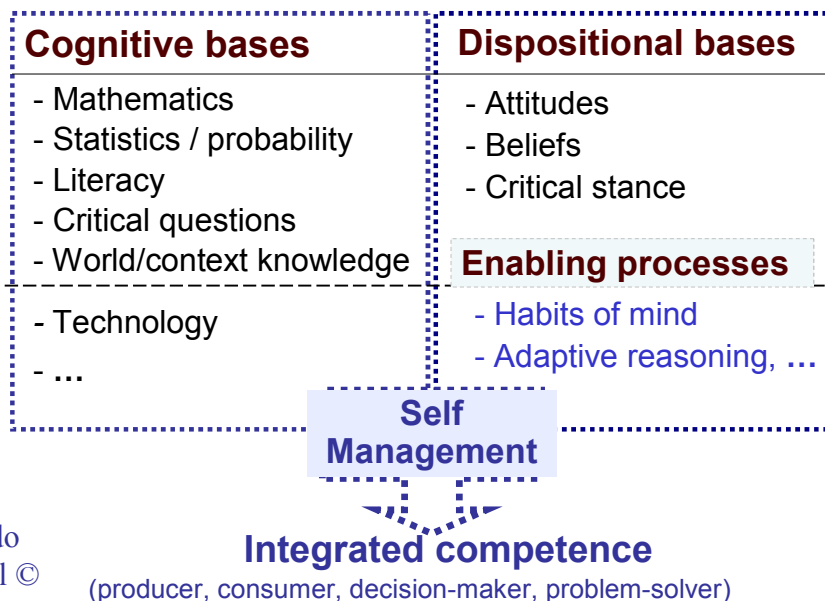 Cognitive bases
- Mathematics
- Statistics / probability
- Literacy
- Critical questions
- World/context knowledge
- Technology
- ...
Dispositional bases
- Attitudes
- Beliefs
- Critical stance
Enabling processes
- Habits of mind
- Adaptive reasoning, ...
Self
Management
Integrated competence
(producer, consumer, decision-maker, problem-solver)
©